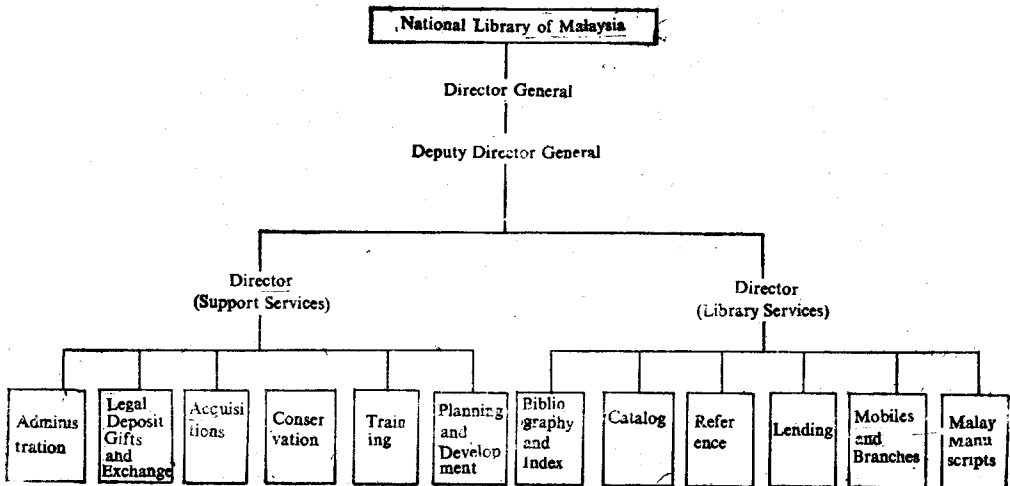 National Library of Malaysia
Director General
Deputy Director General
Director
(Support Services)
Director
(Library Services)
Adminis
tration
Legal
Deposit
Gifts
and
Exchange
Acquisi
tions
Conser
vation
Train
ing
Planning
and
Develop
ment
Biblio
graphy
and
Index
Catalog
Refer
ence
Lending
Mobiles
and
Branches
Malay
Manu
scripts